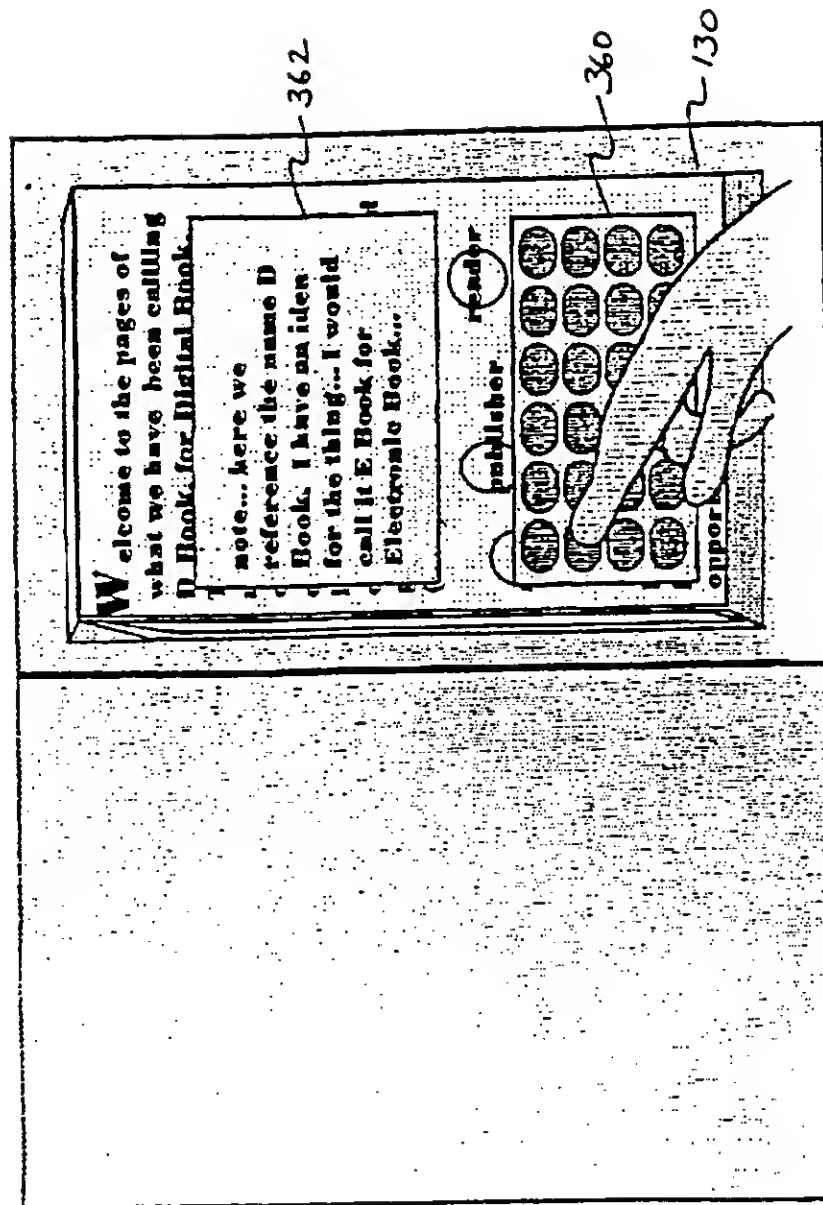 Welcome to the pages of
what we have been callling
D Book, for Digital Book.
note... here we
reference the name D
Book. I have an idea
for the thing... I would
call it E Book for
Electronic Book...
362
publisher reader
360
oppor
130